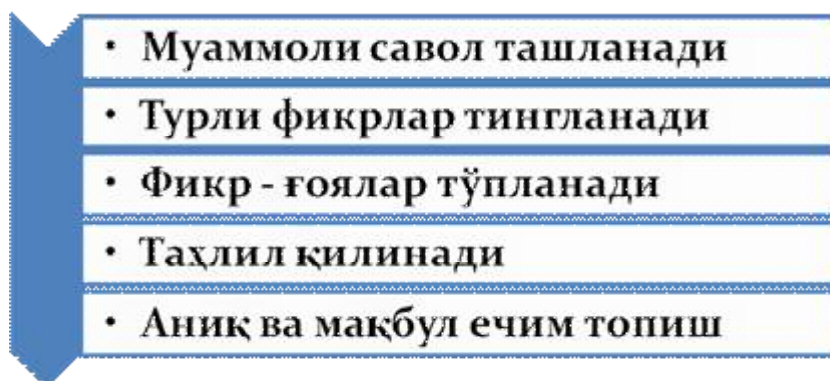 • Муаммоли савол ташланади
• Турли фикрлар тингланади
• Фикр - ғоялар тўпланади
• Таҳлил қилинади
• Аниқ ва мақбул ечим топиш